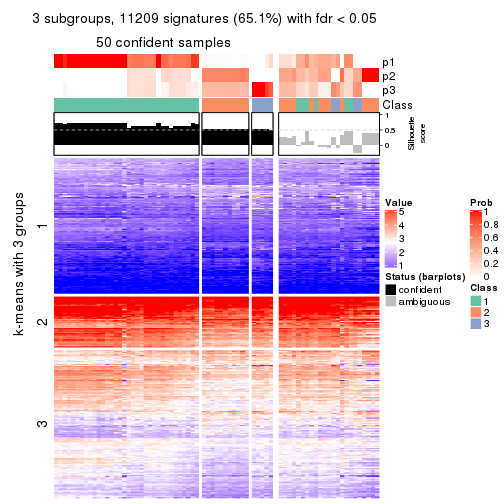 3 subgroups, 11209 signatures (65.1%) with fdr < 0.05
50 confident samples
p1
p2
p3
Class
1
0.5
0
Silhouette
score
k-means with 3 groups
1
2
3
Value
5
4
3
2
1
Status (barplots)
confident
ambiguous
Prob
1
0.8
0.6
0.4
0.2
0
Class
1
2
3